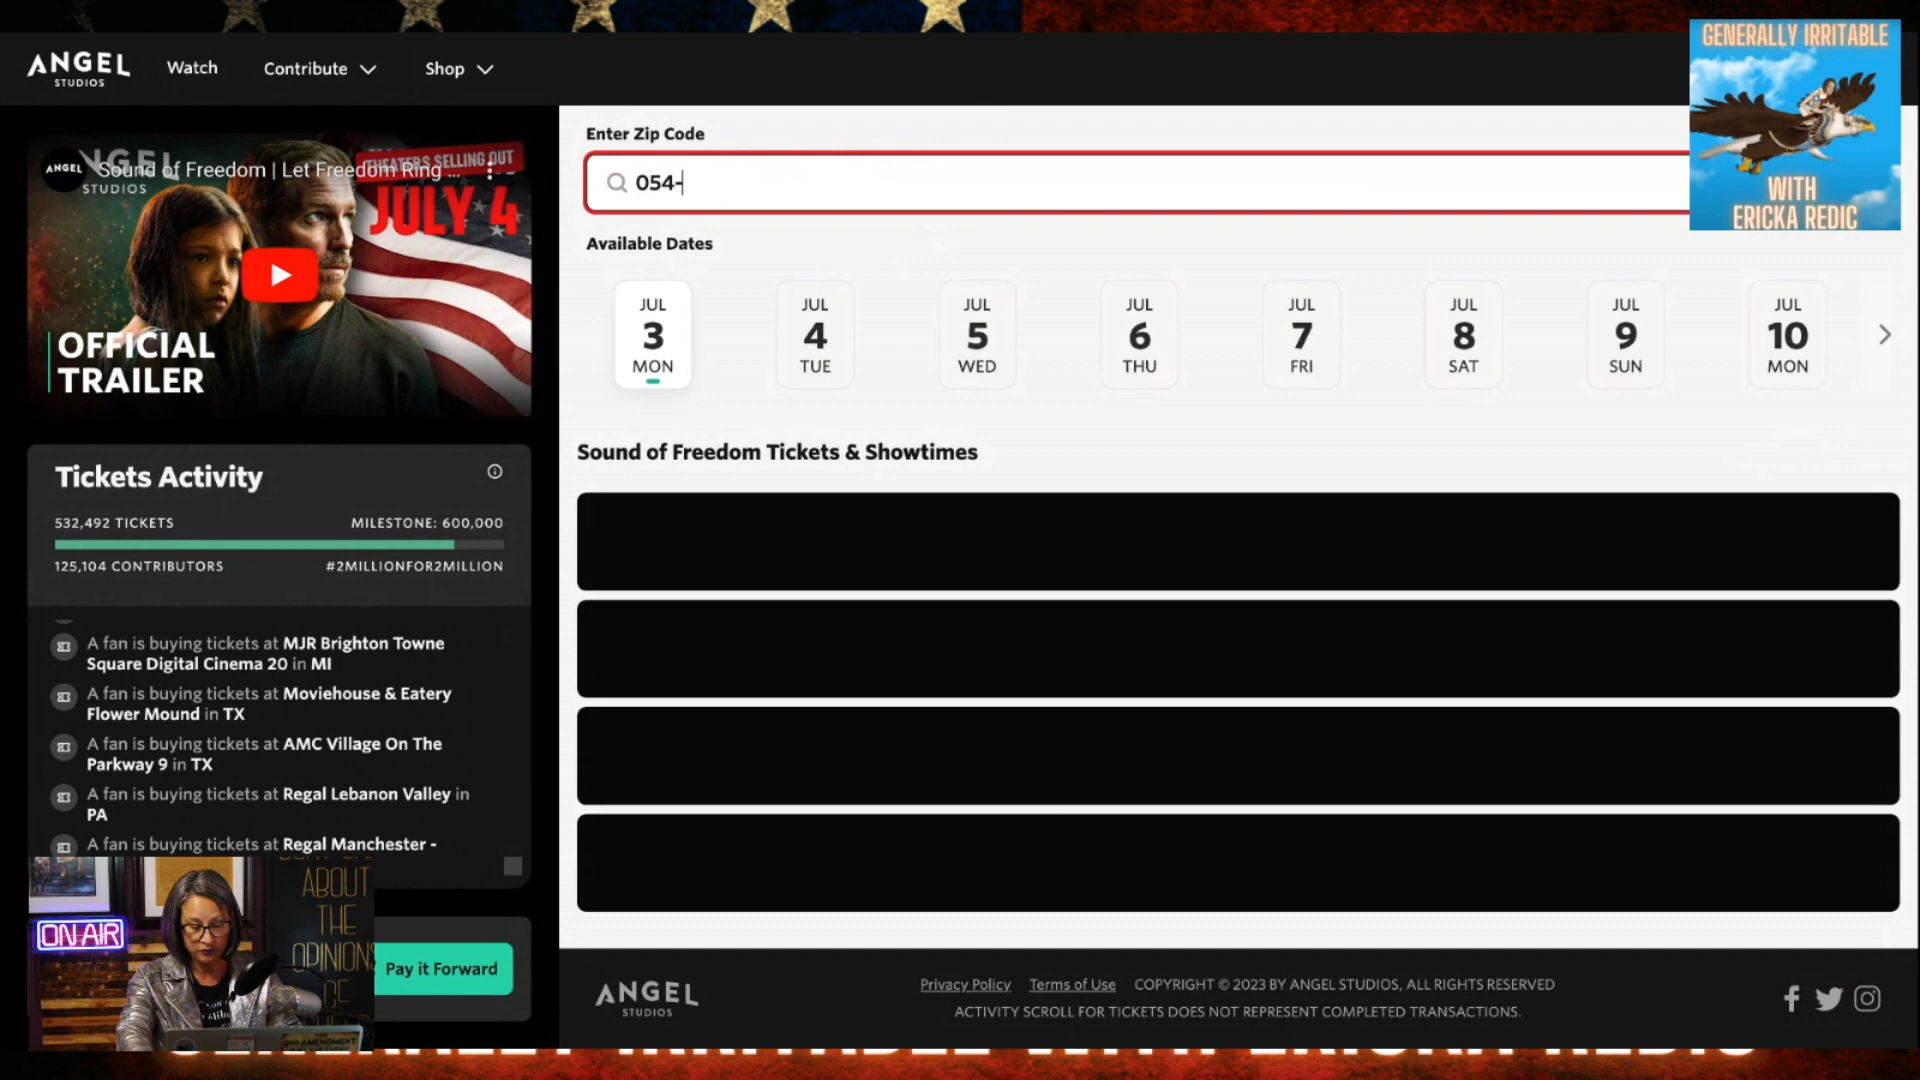 ANGEL
STUDIOS
Watch
Contribute
Shop
GENERALLY IRRITABLE
WITH
ERICKA REDIC
ANGEL
Sound of Freedom | Let Freedom Ring ...
ANGEL
STUDIOS
THEATERS SELLING OUT
JULY 4
OFFICIAL
TRAILER
Enter Zip Code
054-
Available Dates
JUL
3
MON
JUL
4
TUE
JUL
5
WED
JUL
6
THU
JUL
7
FRI
JUL
8
SAT
JUL
9
SUN
JUL
10
MON
Tickets Activity
532,492 TICKETS
MILESTONE: 600,000
125,104 CONTRIBUTORS
#2MILLIONFOR2MILLION
A fan is buying tickets at MJR Brighton Towne
Square Digital Cinema 20 in MI
A fan is buying tickets at Moviehouse & Eatery
Flower Mound in TX
A fan is buying tickets at AMC Village On The
Parkway 9 in TX
A fan is buying tickets at Regal Lebanon Valley in
PA
A fan is buying tickets at Regal Manchester -
Sound of Freedom Tickets & Showtimes
ON AIR
ABOUT
THE
OPINIONS
Pay it Forward
ANGEL
STUDIOS
Privacy Policy Terms of Use COPYRIGHT © 2023 BY ANGEL STUDIOS, ALL RIGHTS RESERVED
ACTIVITY SCROLL FOR TICKETS DOES NOT REPRESENT COMPLETED TRANSACTIONS.